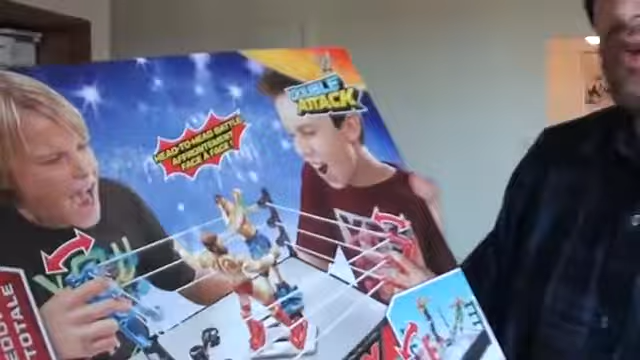 DOUBLE
ATTACK
HEAD-TO-HEAD BATTLE
AFFRONTEMENT
FACE À FACE
TOTALE